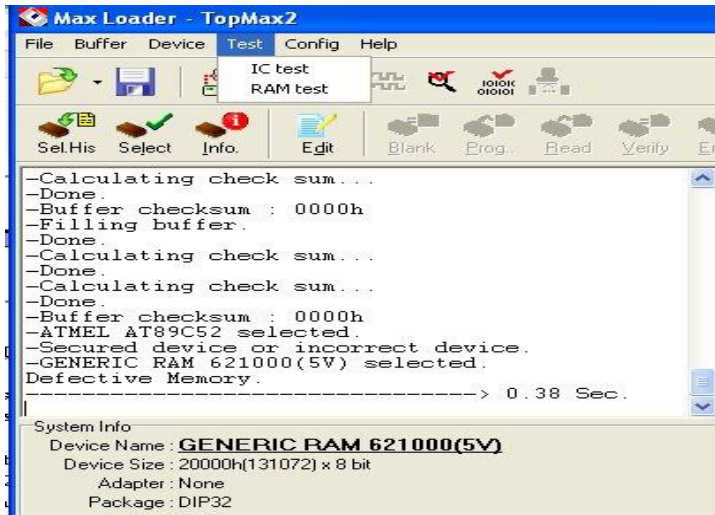 Max Loader - TopMax2
File Buffer Device Test Config Help
IC test
RAM test
Sel.His Select Info. Edit Blank Prog.. Read Verify
-Calculating check sum...
-Done.
-Buffer checksum : 0000h
-Filling buffer.
-Done.
-Calculating check sum...
-Done.
-Calculating check sum...
-Done.
-Buffer checksum : 0000h
-ATMEL AT89C52 selected.
-Secured device or incorrect device.
-GENERIC RAM 621000(5V) selected.
Defective Memory.
----------------------------------> 0.38 Sec.
System Info
Device Name : GENERIC RAM 621000(5V)
Device Size : 20000h(131072) x 8 bit
Adapter : None
Package : DIP32